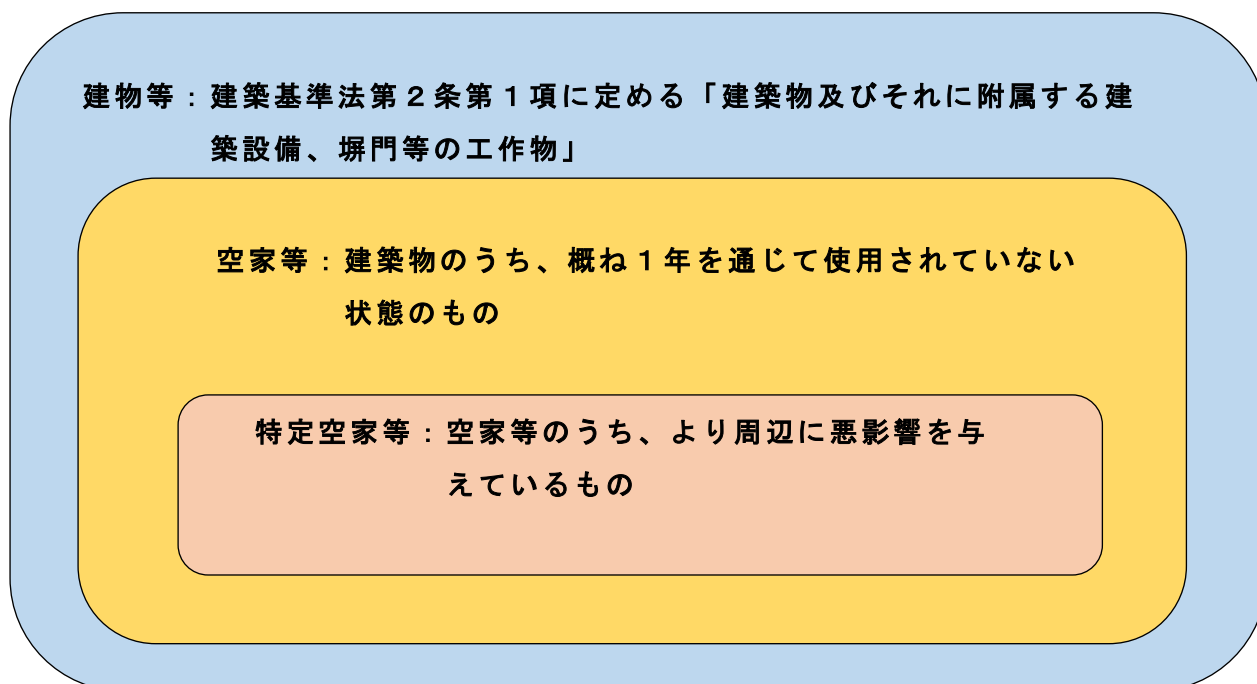 建物等：建築基準法第２条第１項に定める「建築物及びそれに附属する建
築設備、塀門等の工作物」
空家等：建築物のうち、概ね１年を通じて使用されていない
状態のもの
特定空家等：空家等のうち、より周辺に悪影響を与
えているもの